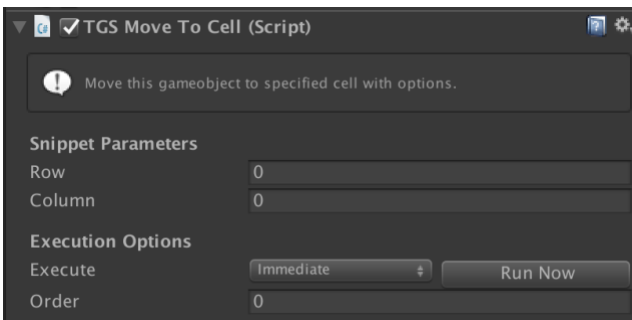 TGS Move To Cell (Script)
Move this gameobject to specified cell with options.
Snippet Parameters
Row 0
Column 0
Execution Options
Execute Immediate Run Now
Order 0